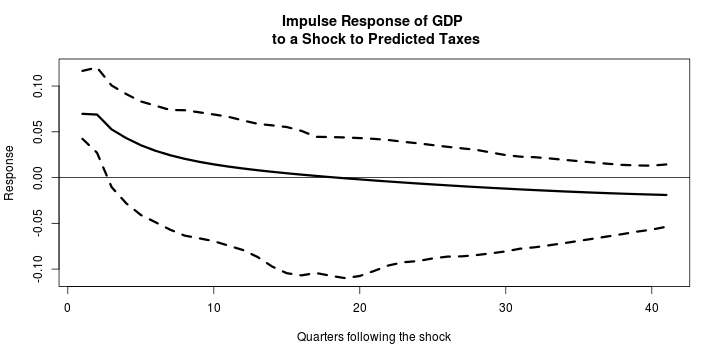 Impulse Response of GDP
to a Shock to Predicted Taxes
Response
0.10
0.05
0.00
-0.05
-0.10
0 10 20 30 40
Quarters following the shock